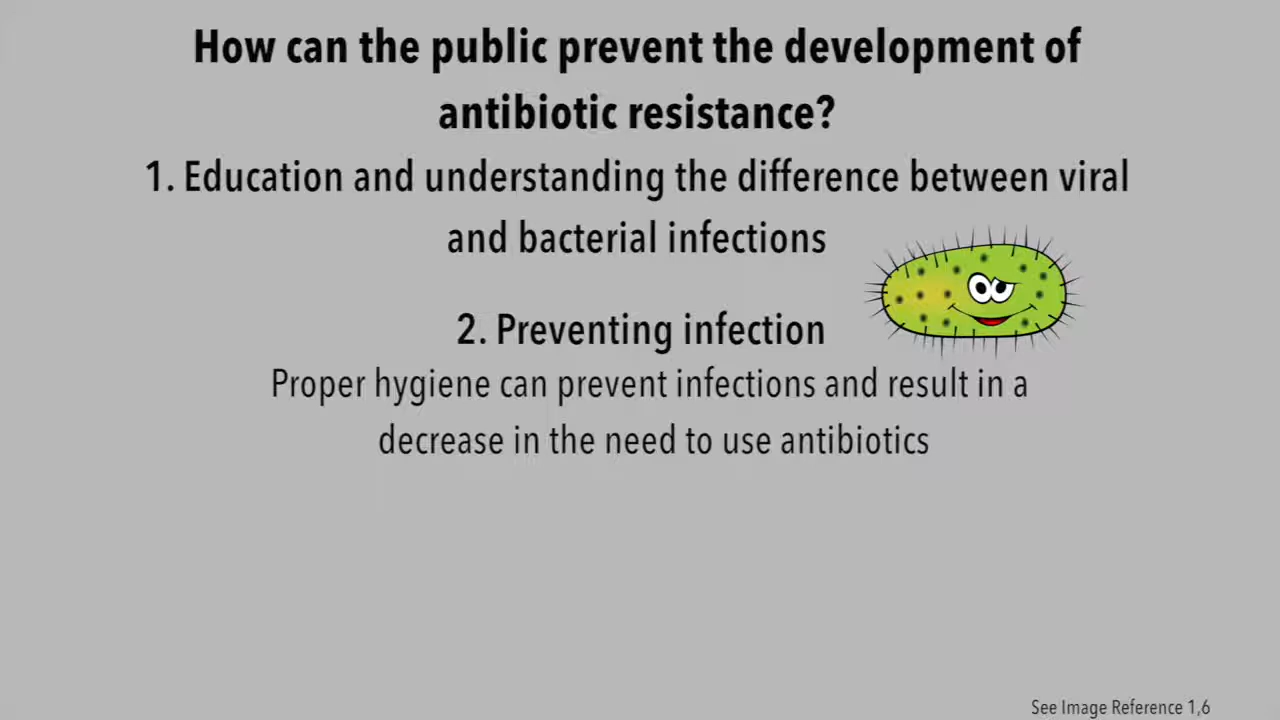 How can the public prevent the development of
antibiotic resistance?
1. Education and understanding the difference between viral
and bacterial infections
2. Preventing infection
Proper hygiene can prevent infections and result in a
decrease in the need to use antibiotics
See Image Reference 1,6